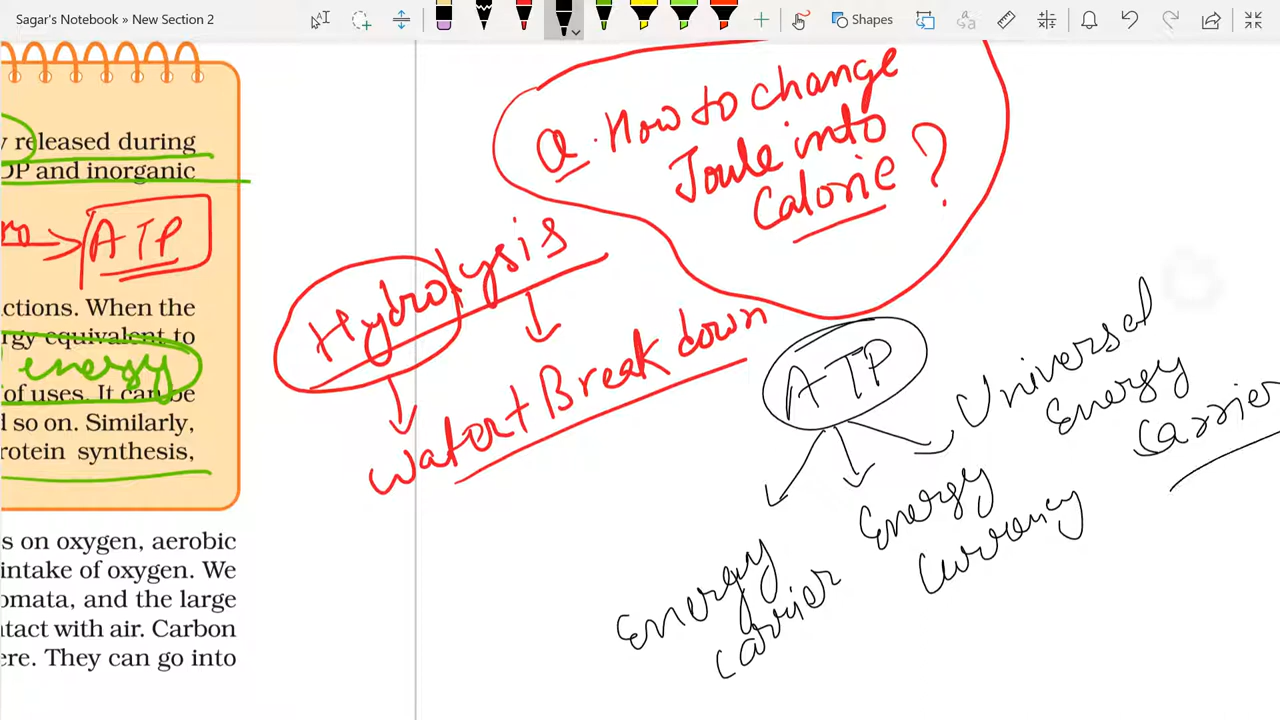 Sagar's Notebook » New Section 2
Shapes
released during
DP and inorganic
ATP
ctions. When the
rgy equivalent to
energy
of uses. It can be
d so on. Similarly,
rotein synthesis,
s on oxygen, aerobic
intake of oxygen. We
omata, and the large
ntact with air. Carbon
ere. They can go into
Q. How to change
Joule into
Calorie ?
Hydrolysis
Water + Break down
ATP
Universal
Energy
Carrier
Energy
Currency
Energy
Carrier